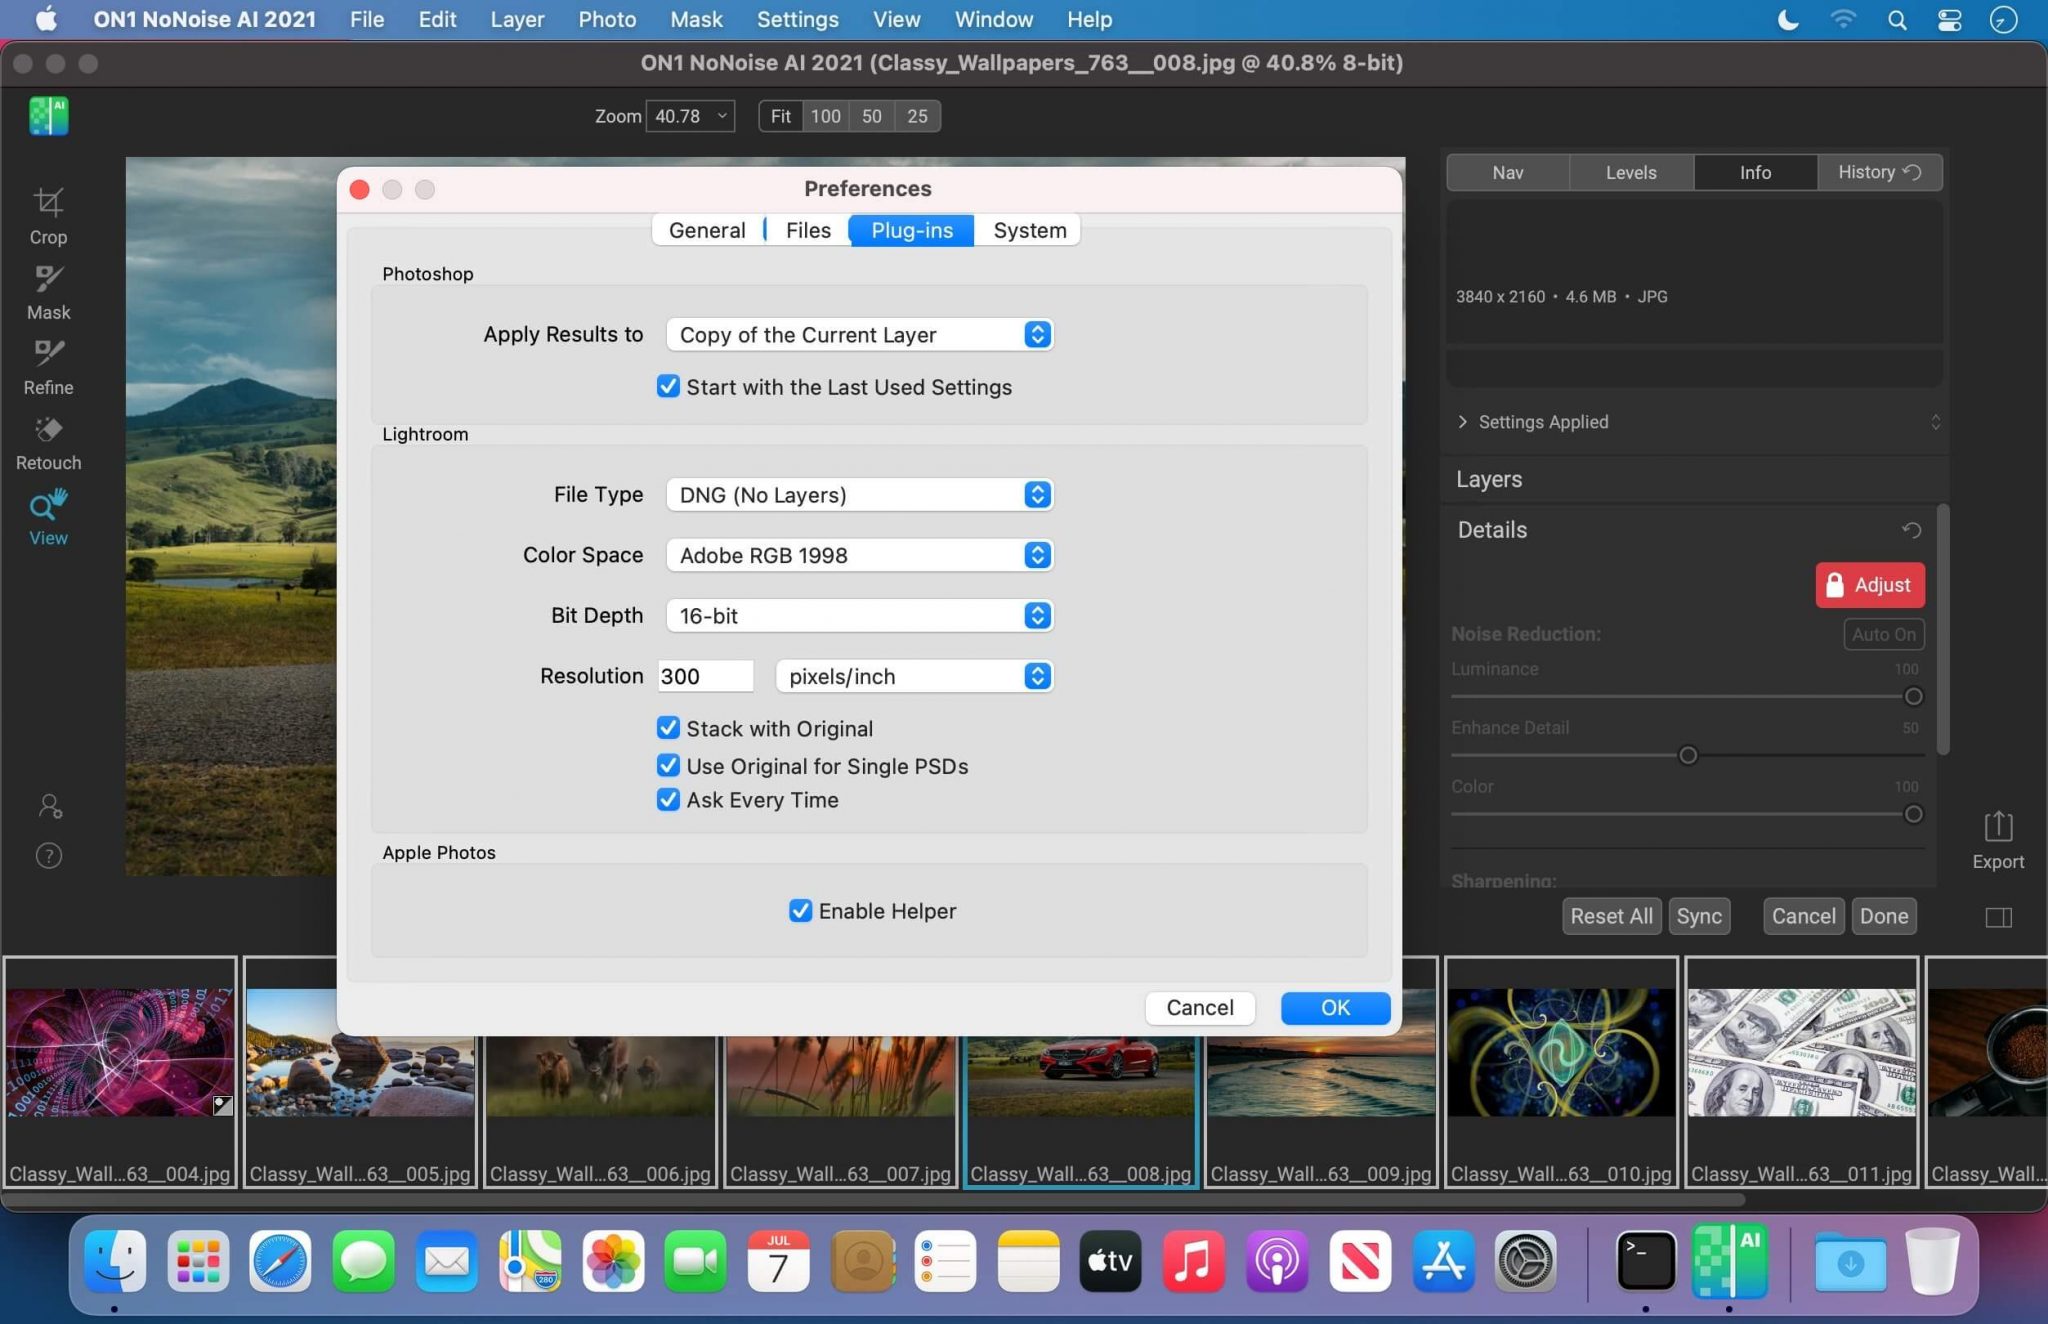 ON1 NoNoise AI 2021 File Edit Layer Photo Mask Settings View Window Help
ON1 NoNoise AI 2021 (Classy_Wallpapers_763__008.jpg @ 40.8% 8-bit)
AI
Zoom 40.78 Fit 100 50 25
Crop
Mask
Refine
Retouch
View
?
Preferences
General Files Plug-ins System
Photoshop
Apply Results to Copy of the Current Layer
Start with the Last Used Settings
Lightroom
File Type DNG (No Layers)
Color Space Adobe RGB 1998
Bit Depth 16-bit
Resolution 300 pixels/inch
Stack with Original
Use Original for Single PSDs
Ask Every Time
Apple Photos
Enable Helper
Cancel OK
Nav Levels Info History
3840 x 2160 • 4.6 MB • JPG
Settings Applied
Layers
Details
Adjust
Noise Reduction: Auto On
Luminance 100
Enhance Detail 50
Color 100
Sharpening:
Reset All Sync Cancel Done
Export
Classy_Wall...63__004.jpg Classy_Wall...63__005.jpg Classy_Wall...63__006.jpg Classy_Wall...63__007.jpg Classy_Wall...63__008.jpg Classy_Wall...63__009.jpg Classy_Wall...63__010.jpg Classy_Wall...63__011.jpg Classy_Wall...
280
JUL
7
tv
>_
AI